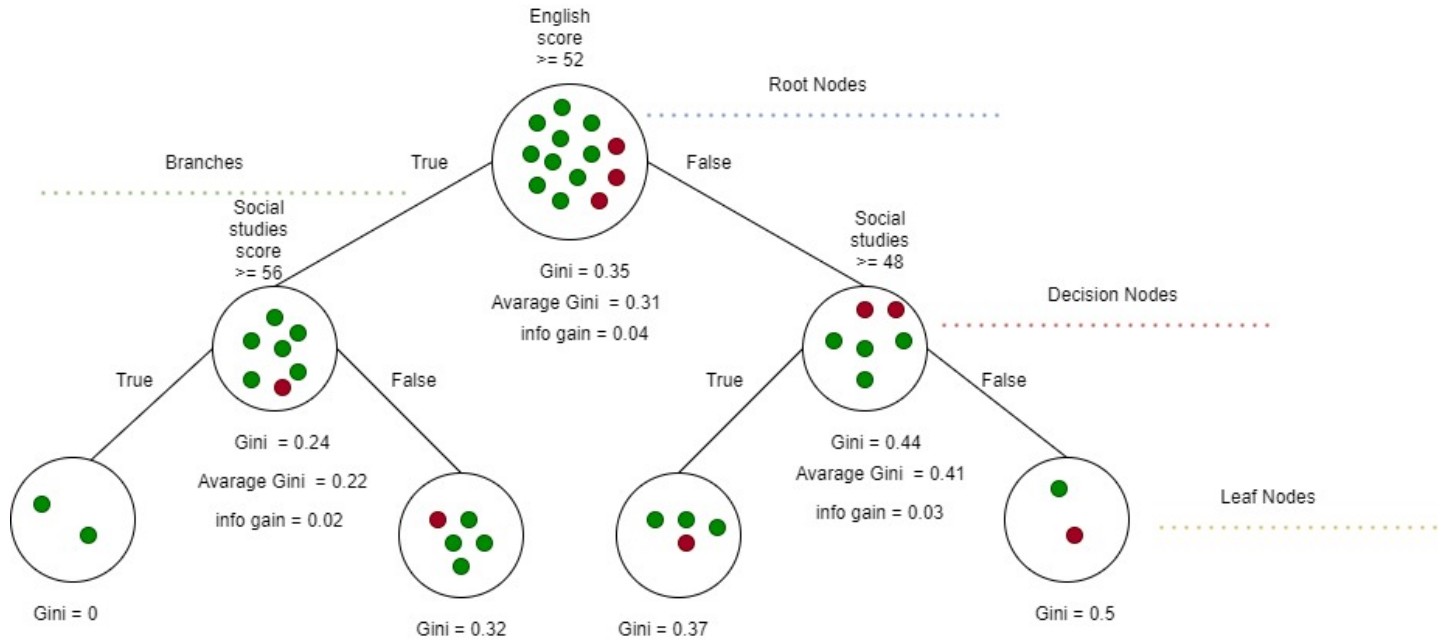 English
score
>= 52
Root Nodes
Branches
True
False
Social
studies
score
>= 56
Social
studies
>= 48
Gini = 0.35
Avarage Gini = 0.31
info gain = 0.04
Decision Nodes
True
False
True
False
Gini = 0.24
Avarage Gini = 0.22
info gain = 0.02
Gini = 0.44
Avarage Gini = 0.41
info gain = 0.03
Leaf Nodes
Gini = 0
Gini = 0.32
Gini = 0.37
Gini = 0.5